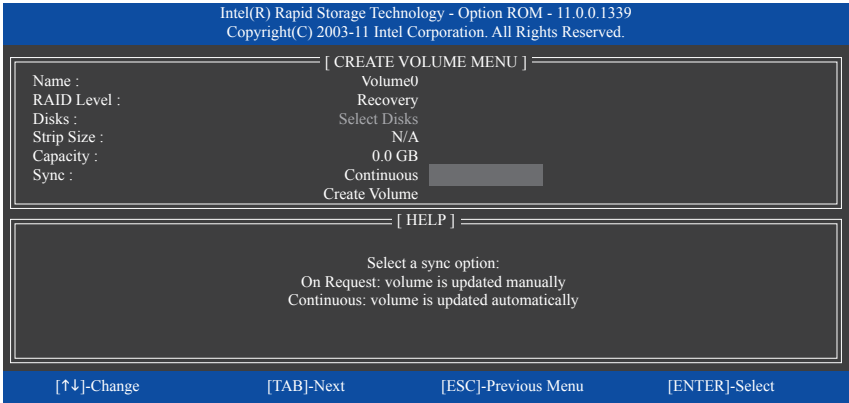 Intel(R) Rapid Storage Technology - Option ROM - 11.0.0.1339
Copyright(C) 2003-11 Intel Corporation. All Rights Reserved.
[ CREATE VOLUME MENU ]
Name : Volume0
RAID Level : Recovery
Disks : Select Disks
Strip Size : N/A
Capacity : 0.0 GB
Sync : Continuous
Create Volume
[ HELP ]
Select a sync option:
On Request: volume is updated manually
Continuous: volume is updated automatically
[↑↓]-Change [TAB]-Next [ESC]-Previous Menu [ENTER]-Select